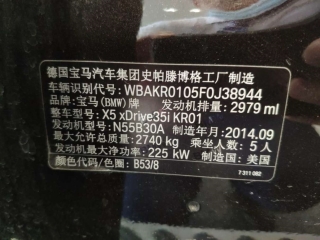 德国宝马汽车集团史帕滕博格工厂制造
车辆识别代号: WBAKR0105F0J38944
品牌: 宝马(BMW)牌 发动机排量: 2979 ml
整车型号: X5 xDrive35i KR01
发动机型号: N55B30A 制造年月: 2014.09
最大允许总质量: 2740 kg 乘坐人数: 5人
发动机最大净功率: 225 kW 制造国: 美国
颜色代码/色圈: B53/8
7 311 092